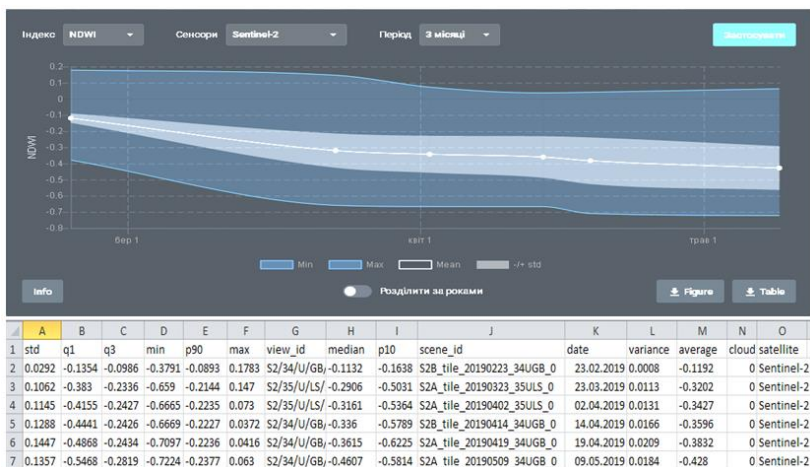 Індекс NDWI Сенсори Sentinel-2 Період 3 місяці Застосувати
NDWI
0.2
0.1
0
-0.1
-0.2
-0.3
-0.4
-0.5
-0.6
-0.7
-0.8
бер 1 квіт 1 трав 1
Min Max Mean -/+ std
Info Розділити за роками Figure Table
A B C D E F G H I J K L M N O
1 std q1 q3 min p90 max view_id median p10 scene_id date variance average cloud satellite
2 0.0292 -0.1354 -0.0986 -0.3791 -0.0893 0.1783 S2/34/U/GB/ -0.1132 -0.1638 S2B_tile_20190223_34UGB_0 23.02.2019 0.0008 -0.1192 0 Sentinel-2
3 0.1062 -0.383 -0.2336 -0.659 -0.2144 0.147 S2/35/U/LS/ -0.2906 -0.5031 S2A_tile_20190323_35ULS_0 23.03.2019 0.0113 -0.3202 0 Sentinel-2
4 0.1145 -0.4155 -0.2427 -0.6665 -0.2235 0.073 S2/35/U/LS/ -0.3161 -0.5364 S2A_tile_20190402_35ULS_0 02.04.2019 0.0131 -0.3427 0 Sentinel-2
5 0.1288 -0.4441 -0.2426 -0.6669 -0.2227 0.0372 S2/34/U/GB/ -0.336 -0.5789 S2B_tile_20190414_34UGB_0 14.04.2019 0.0166 -0.3596 0 Sentinel-2
6 0.1447 -0.4868 -0.2434 -0.7097 -0.2236 0.0416 S2/34/U/GB/ -0.3615 -0.6225 S2A_tile_20190419_34UGB_0 19.04.2019 0.0209 -0.3832 0 Sentinel-2
7 0.1357 -0.5468 -0.2819 -0.7224 -0.2377 0.063 S2/34/U/GB/ -0.4607 -0.5814 S2A_tile_20190509_34UGB_0 09.05.2019 0.0184 -0.428 0 Sentinel-2